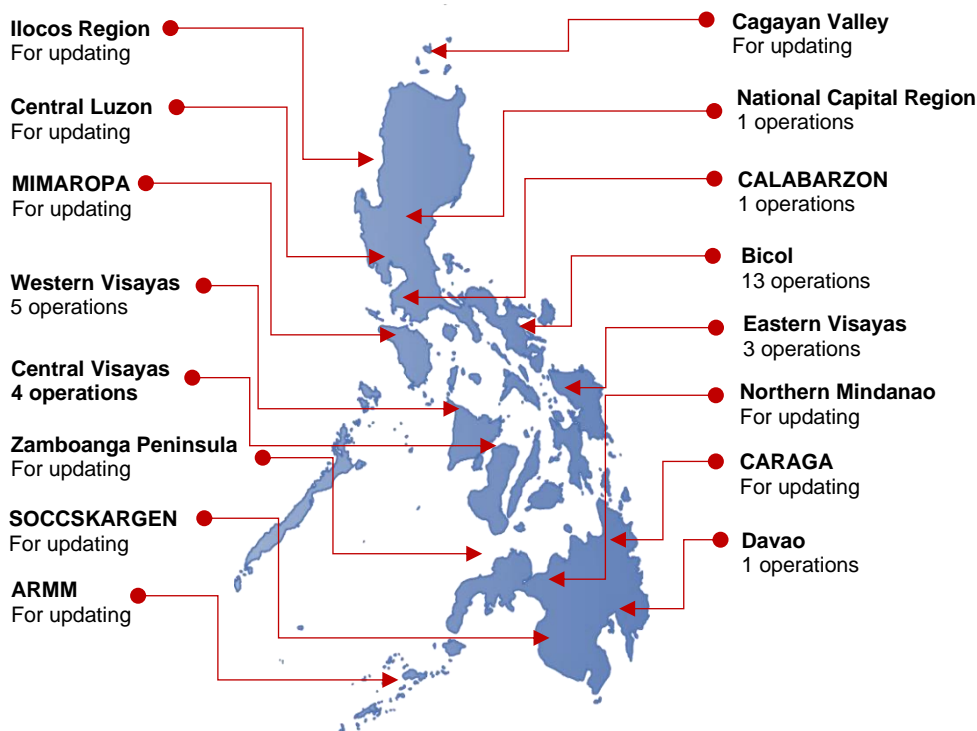 Ilocos Region
For updating
Central Luzon
For updating
MIMAROPA
For updating
Western Visayas
5 operations
Central Visayas
4 operations
Zamboanga Peninsula
For updating
SOCCSKARGEN
For updating
ARMM
For updating
Cagayan Valley
For updating
National Capital Region
1 operations
CALABARZON
1 operations
Bicol
13 operations
Eastern Visayas
3 operations
Northern Mindanao
For updating
CARAGA
For updating
Davao
1 operations